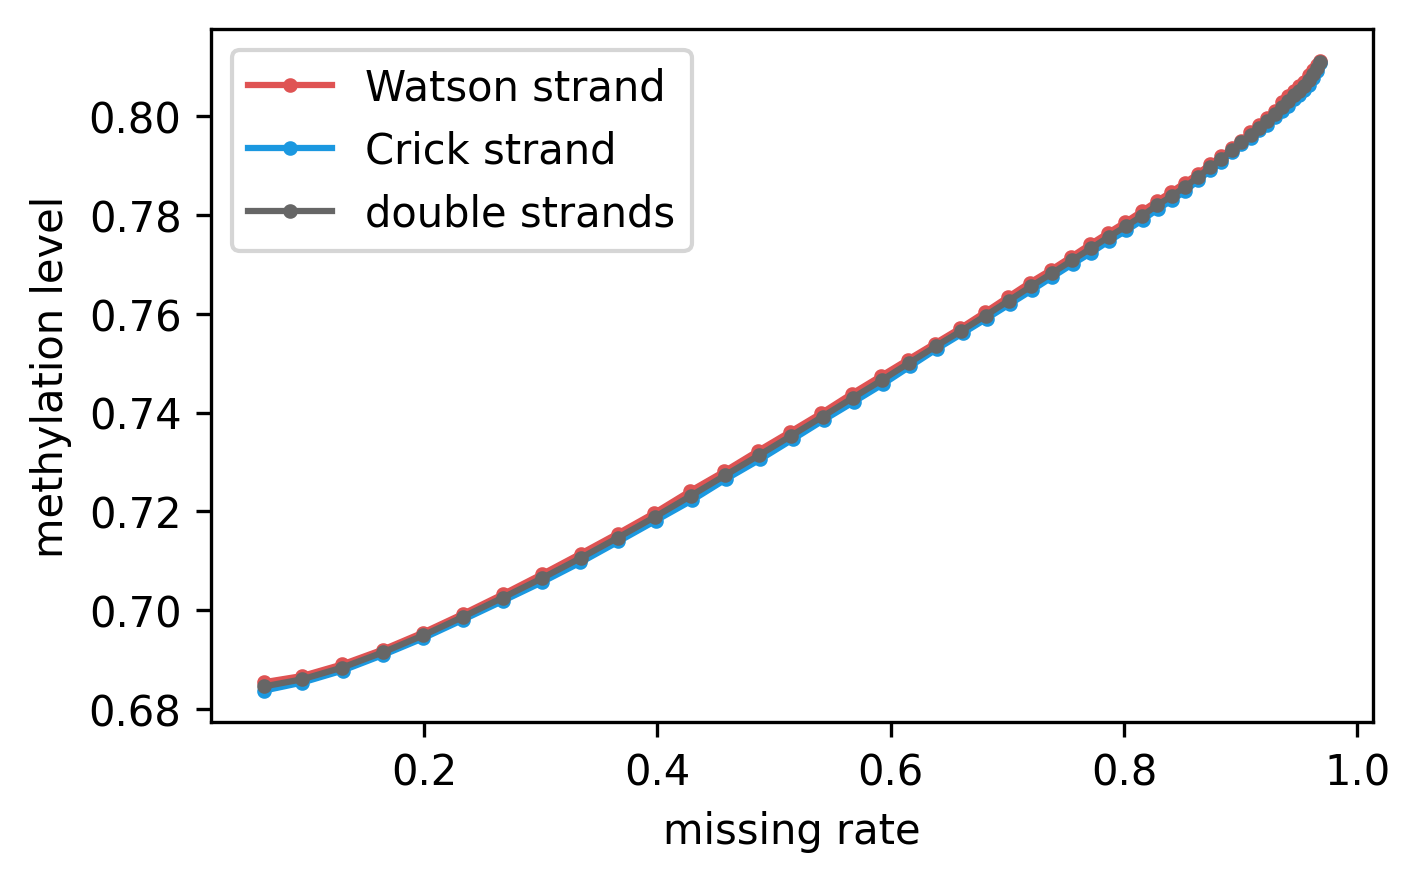 Watson strand
Crick strand
double strands
methylation level
0.80
0.78
0.76
0.74
0.72
0.70
0.68
0.2 0.4 0.6 0.8 1.0
missing rate